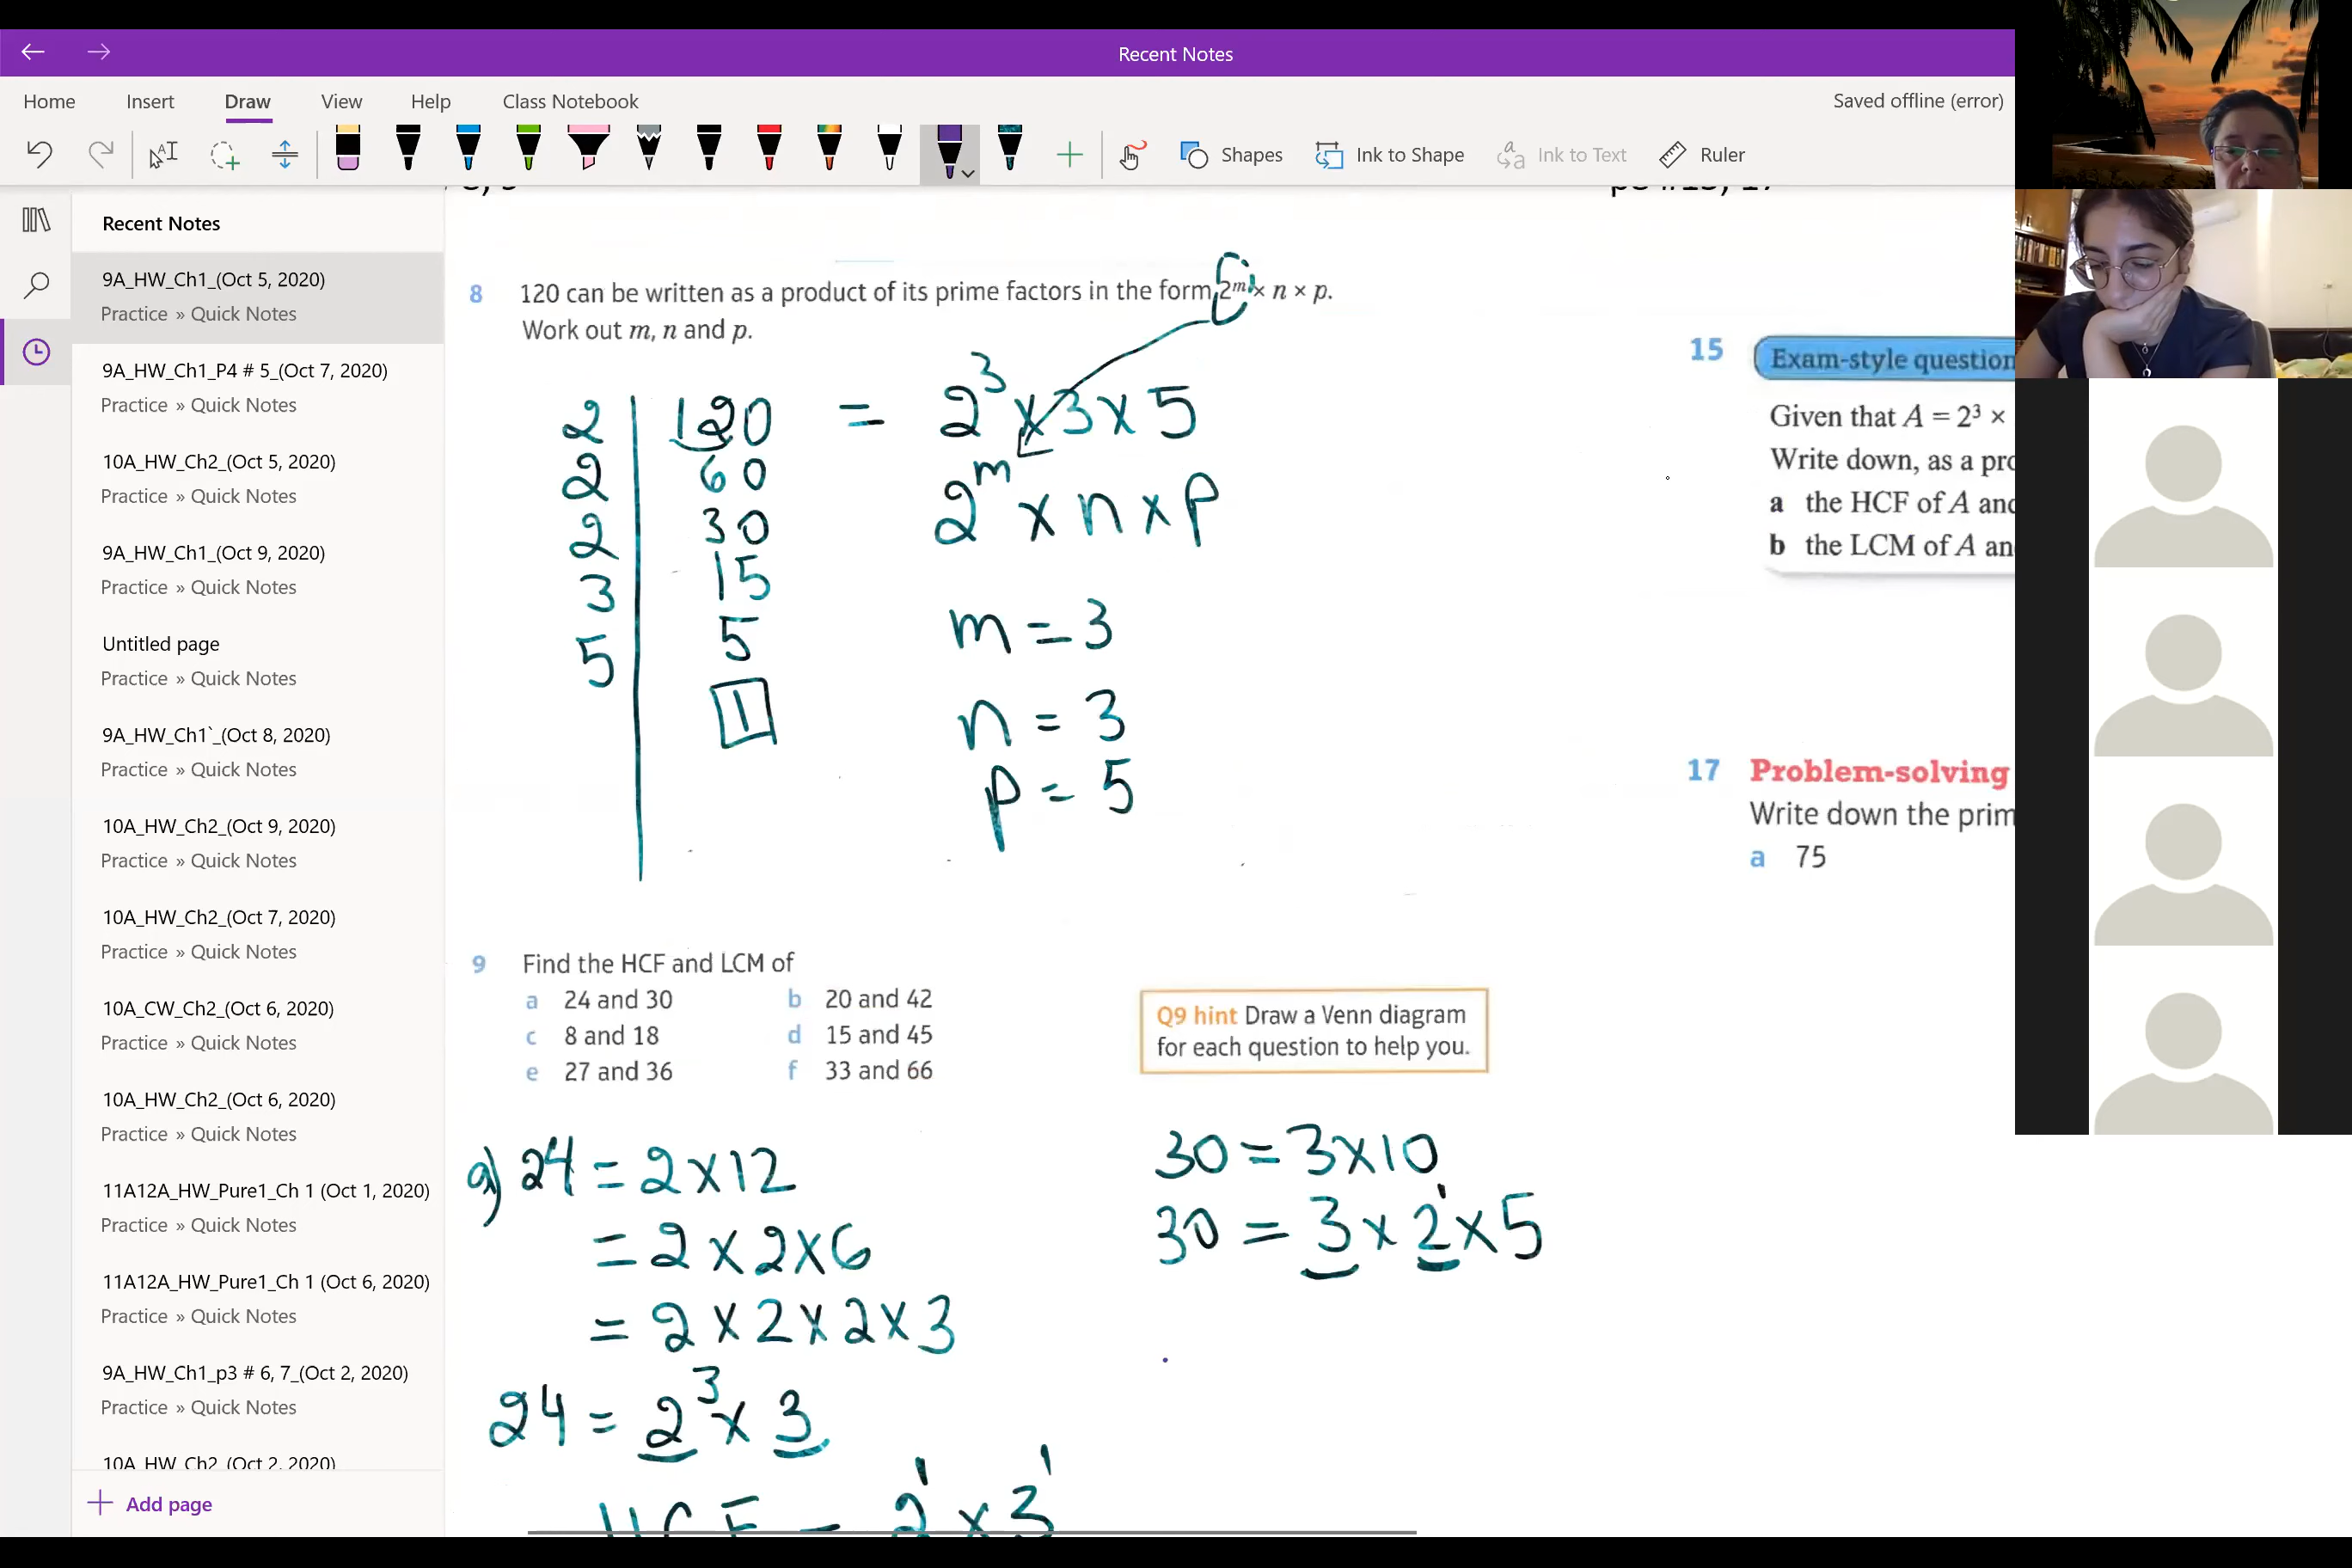 Recent Notes
Home Insert Draw View Help Class Notebook
Saved offline (error)
Shapes Ink to Shape Ink to Text Ruler
Recent Notes
9A_HW_Ch1_(Oct 5, 2020)
Practice » Quick Notes
9A_HW_Ch1_P4 # 5_(Oct 7, 2020)
Practice » Quick Notes
10A_HW_Ch2_(Oct 5, 2020)
Practice » Quick Notes
9A_HW_Ch1_(Oct 9, 2020)
Practice » Quick Notes
Untitled page
Practice » Quick Notes
9A_HW_Ch1`_(Oct 8, 2020)
Practice » Quick Notes
10A_HW_Ch2_(Oct 9, 2020)
Practice » Quick Notes
10A_HW_Ch2_(Oct 7, 2020)
Practice » Quick Notes
10A_CW_Ch2_(Oct 6, 2020)
Practice » Quick Notes
10A_HW_Ch2_(Oct 6, 2020)
Practice » Quick Notes
11A12A_HW_Pure1_Ch 1 (Oct 1, 2020)
Practice » Quick Notes
11A12A_HW_Pure1_Ch 1 (Oct 6, 2020)
Practice » Quick Notes
9A_HW_Ch1_p3 # 6, 7_(Oct 2, 2020)
Practice » Quick Notes
10A_HW_Ch2_(Oct 2, 2020)
+ Add page
8 120 can be written as a product of its prime factors in the form 2ᵐ × n × p.
Work out m, n and p.
2 | 120 = 2³ × 3 × 5
2 | 60
2ᵐ × n × p
2 | 30
3 | 15
5 | 5
1
m = 3
n = 3
p = 5
9 Find the HCF and LCM of
a 24 and 30 b 20 and 42
c 8 and 18 d 15 and 45
e 27 and 36 f 33 and 66
Q9 hint Draw a Venn diagram
for each question to help you.
a) 24 = 2 × 12
= 2 × 2 × 6
= 2 × 2 × 2 × 3
24 = 2³ × 3
HCF = 2¹ × 3¹
30 = 3 × 10
30 = 3 × 2¹ × 5
15 Exam-style question
Given that A = 2³ ×
Write down, as a pro
a the HCF of A and
b the LCM of A an
17 Problem-solving
Write down the prim
a 75